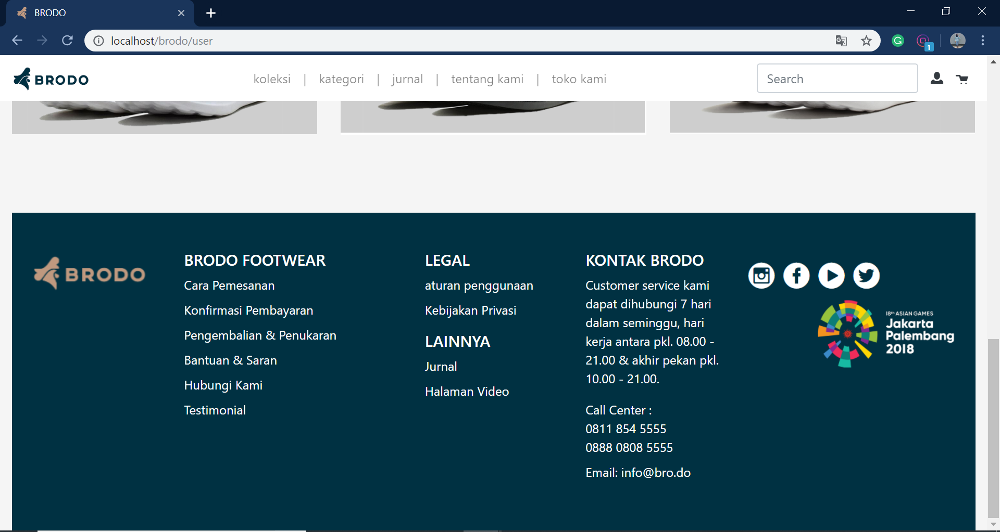 BRODO
localhost/brodo/user
1
BRODO
koleksi | kategori | jurnal | tentang kami | toko kami
Search
BRODO
BRODO FOOTWEAR
Cara Pemesanan
Konfirmasi Pembayaran
Pengembalian & Penukaran
Bantuan & Saran
Hubungi Kami
Testimonial
LEGAL
aturan penggunaan
Kebijakan Privasi
LAINNYA
Jurnal
Halaman Video
KONTAK BRODO
Customer service kami
dapat dihubungi 7 hari
dalam seminggu, hari
kerja antara pkl. 08.00 -
21.00 & akhir pekan pkl.
10.00 - 21.00.
Call Center :
0811 854 5555
0888 0808 5555
Email: info@bro.do
18th ASIAN GAMES
Jakarta
Palembang
2018